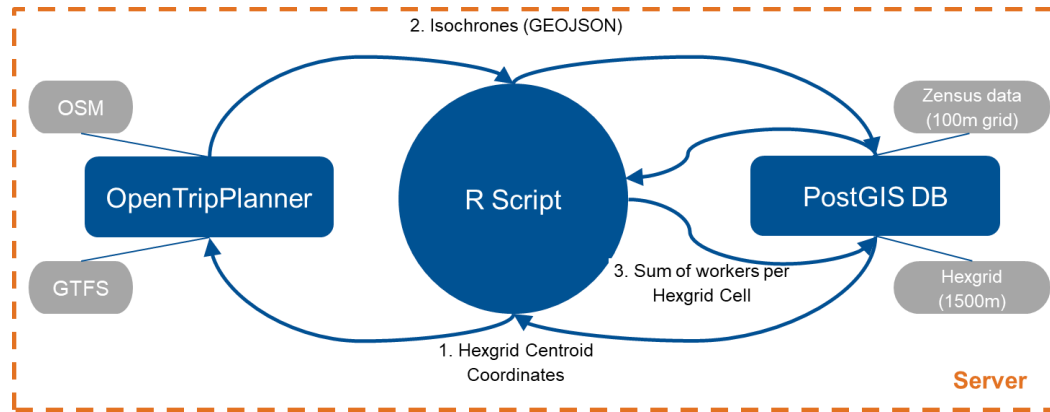 2. Isochrones (GEOJSON)
OSM
Zensus data
(100m grid)
OpenTripPlanner
R Script
PostGIS DB
GTFS
3. Sum of workers per
Hexgrid Cell
Hexgrid
(1500m)
1. Hexgrid Centroid
Coordinates
Server